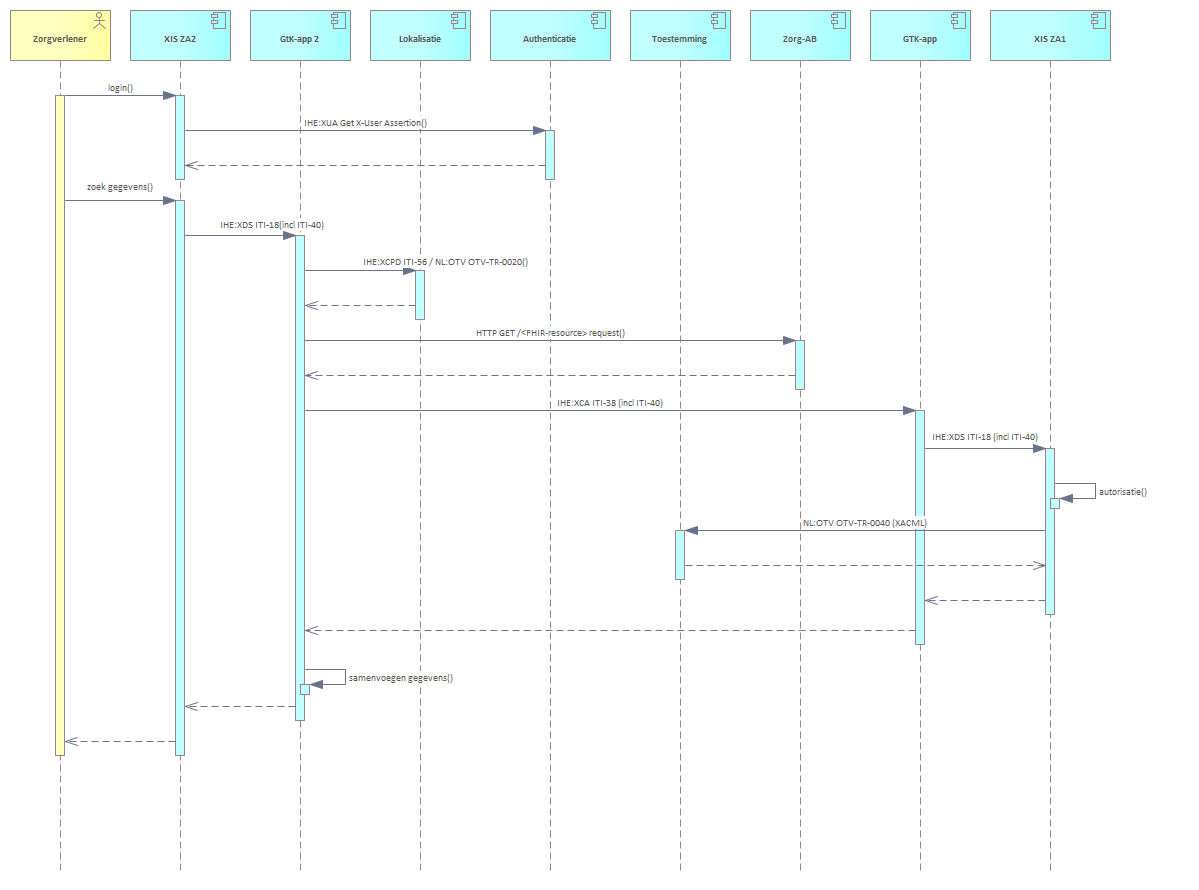 Zorgverlener
XIS ZA2
GtK-app 2
Lokalisatie
Authenticatie
Toestemming
Zorg-AB
GTK-app
XIS ZA1
login()
IHE:XUA Get X-User Assertion()
zoek gegevens()
IHE:XDS ITI-18(incl ITI-40)
IHE:XCPD ITI-56 / NL:OTV OTV-TR-0020()
HTTP GET /<FHIR-resource> request()
IHE:XCA ITI-38 (incl ITI-40)
IHE:XDS ITI-18 (incl ITI-40)
autorisatie()
NL:OTV OTV-TR-0040 (XACML)
samenvoegen gegevens()